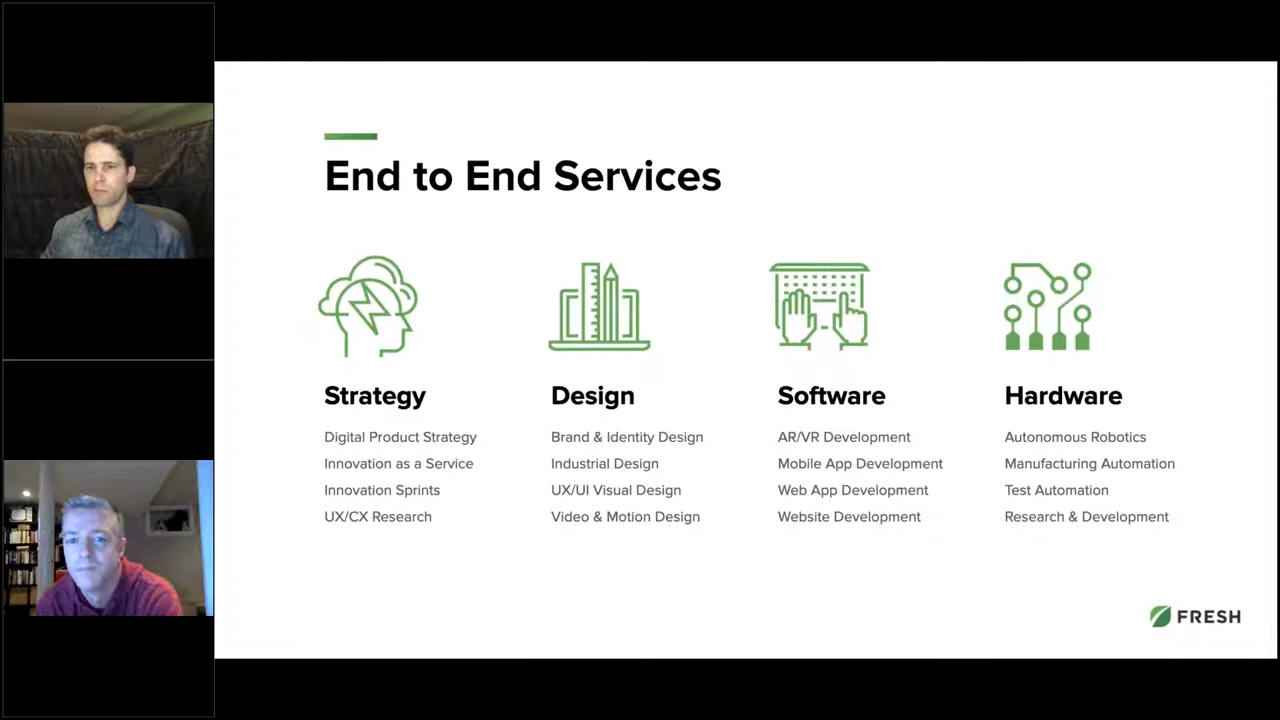 End to End Services
Strategy
Digital Product Strategy
Innovation as a Service
Innovation Sprints
UX/CX Research
Design
Brand & Identity Design
Industrial Design
UX/UI Visual Design
Video & Motion Design
Software
AR/VR Development
Mobile App Development
Web App Development
Website Development
Hardware
Autonomous Robotics
Manufacturing Automation
Test Automation
Research & Development
FRESH